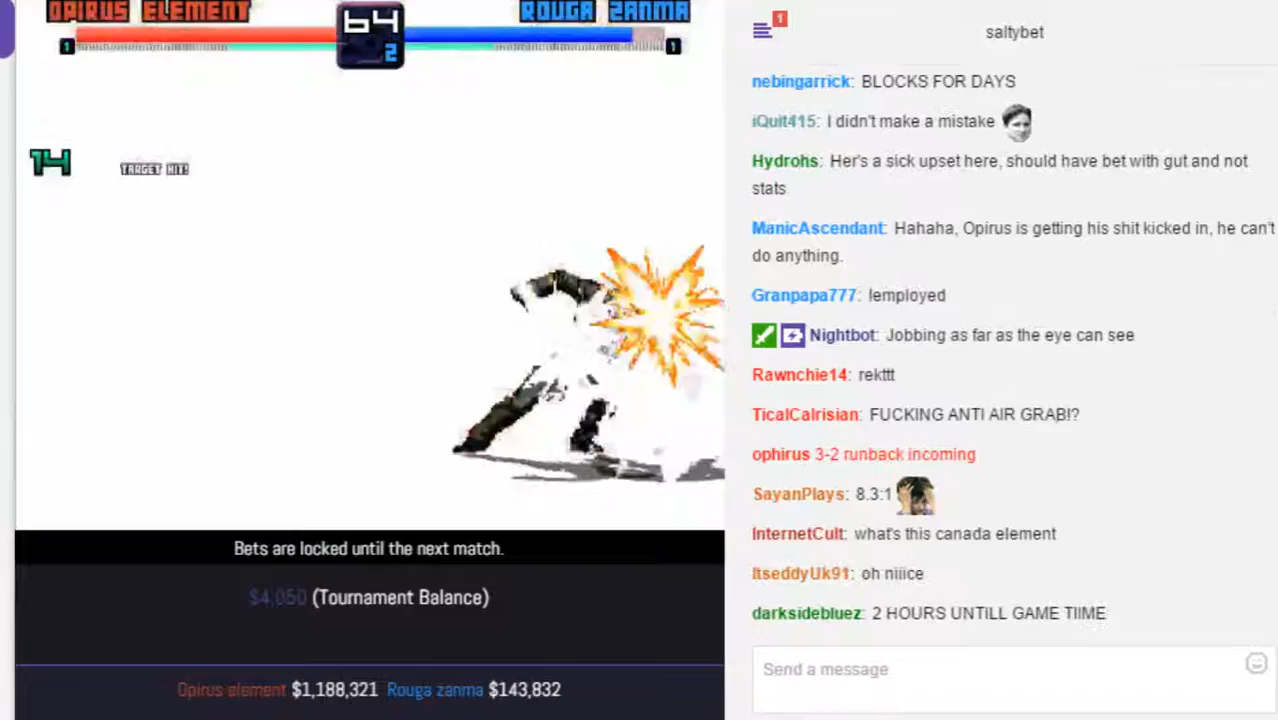 OPIRUS ELEMENT
64
2
ROUGA ZANMA
1
1
14
TARGET HIT!
Bets are locked until the next match.
$4,050 (Tournament Balance)
Opirus element $1,188,321 Rouga zanma $143,832
1
saltybet
nebingarrick: BLOCKS FOR DAYS
iQuit415: I didn't make a mistake
Hydrohs: Her's a sick upset here, should have bet with gut and not
stats
ManicAscendant: Hahaha, Opirus is getting his shit kicked in, he can't
do anything.
Granpapa777: !employed
Nightbot: Jobbing as far as the eye can see
Rawnchie14: rekttt
TicalCalrisian: FUCKING ANTI AIR GRAB!?
ophirus 3-2 runback incoming
SayanPlays: 8.3:1
InternetCult: what's this canada element
ItseddyUk91: oh niiice
darksidebluez: 2 HOURS UNTILL GAME TIIME
Send a message